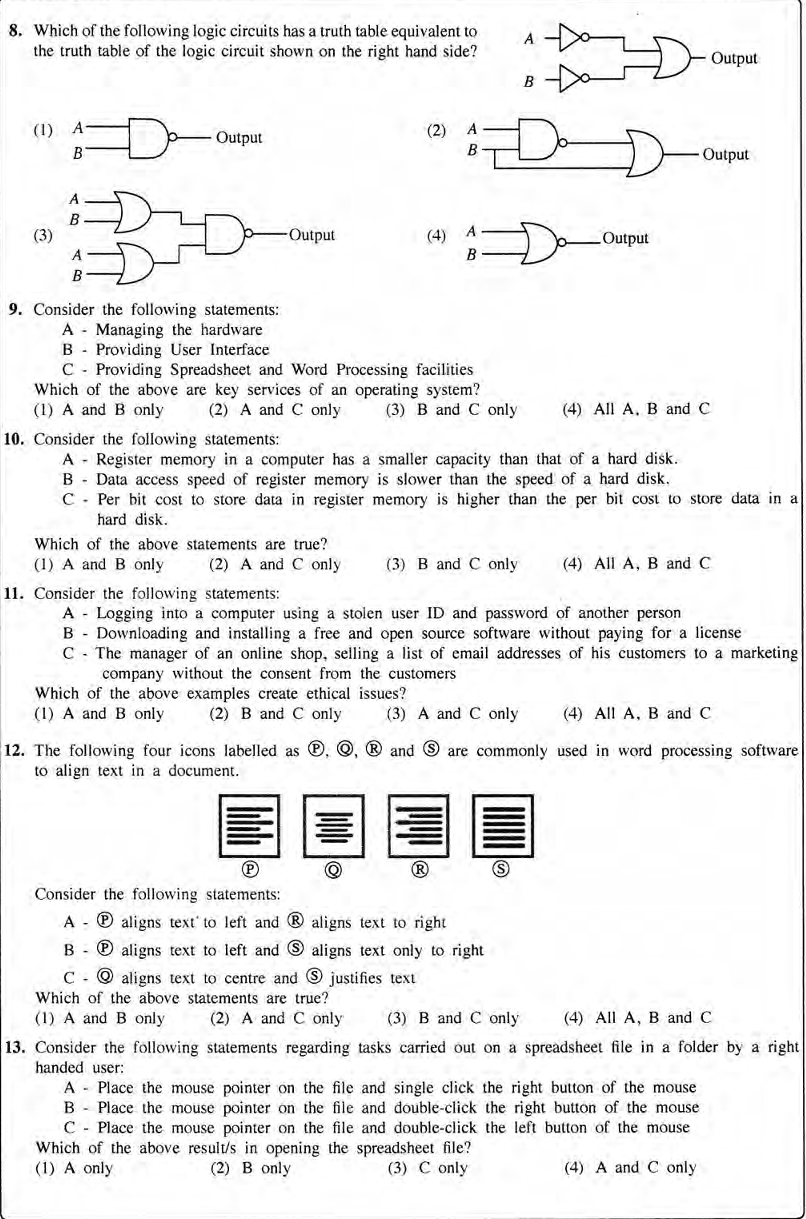 8. Which of the following logic circuits has a truth table equivalent to
the truth table of the logic circuit shown on the right hand side?
A
B
Output
(1) A
B
Output
(2) A
B
Output
(3)
A
B
A
B
Output
(4) A
B
Output
9. Consider the following statements:
A - Managing the hardware
B - Providing User Interface
C - Providing Spreadsheet and Word Processing facilities
Which of the above are key services of an operating system?
(1) A and B only (2) A and C only (3) B and C only (4) All A, B and C
10. Consider the following statements:
A - Register memory in a computer has a smaller capacity than that of a hard disk.
B - Data access speed of register memory is slower than the speed of a hard disk.
C - Per bit cost to store data in register memory is higher than the per bit cost to store data in a
hard disk.
Which of the above statements are true?
(1) A and B only (2) A and C only (3) B and C only (4) All A, B and C
11. Consider the following statements:
A - Logging into a computer using a stolen user ID and password of another person
B - Downloading and installing a free and open source software without paying for a license
C - The manager of an online shop, selling a list of email addresses of his customers to a marketing
company without the consent from the customers
Which of the above examples create ethical issues?
(1) A and B only (2) B and C only (3) A and C only (4) All A, B and C
12. The following four icons labelled as Ⓟ, Ⓠ, Ⓡ and Ⓢ are commonly used in word processing software
to align text in a document.
Ⓟ Ⓠ Ⓡ Ⓢ
Consider the following statements:
A - Ⓟ aligns text to left and Ⓡ aligns text to right
B - Ⓟ aligns text to left and Ⓢ aligns text only to right
C - Ⓠ aligns text to centre and Ⓢ justifies text
Which of the above statements are true?
(1) A and B only (2) A and C only (3) B and C only (4) All A, B and C
13. Consider the following statements regarding tasks carried out on a spreadsheet file in a folder by a right
handed user:
A - Place the mouse pointer on the file and single click the right button of the mouse
B - Place the mouse pointer on the file and double-click the right button of the mouse
C - Place the mouse pointer on the file and double-click the left button of the mouse
Which of the above result/s in opening the spreadsheet file?
(1) A only (2) B only (3) C only (4) A and C only